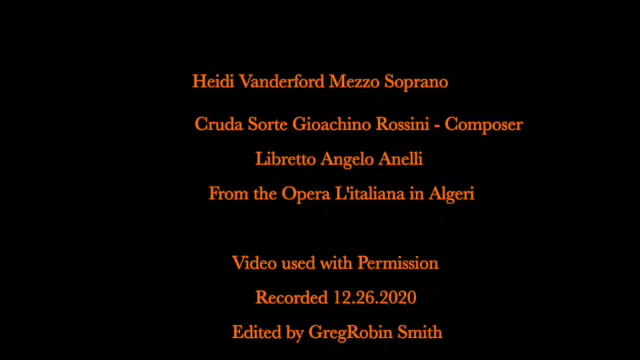 Heidi Vanderford Mezzo Soprano
Cruda Sorte Gioachino Rossini - Composer
Libretto Angelo Anelli
From the Opera L'italiana in Algeri
Video used with Permission
Recorded 12.26.2020
Edited by GregRobin Smith